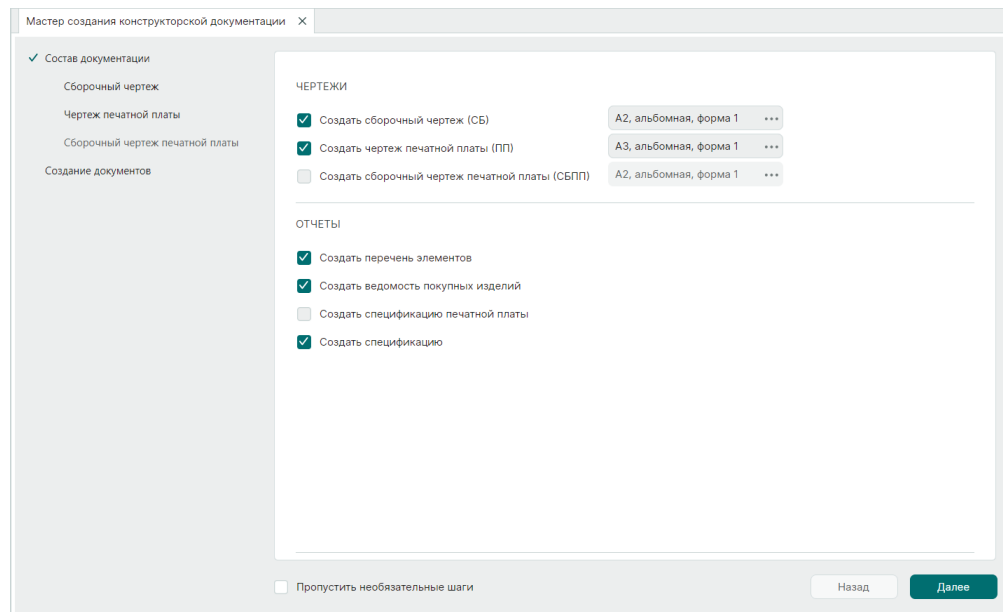 Мастер создания конструкторской документации
Состав документации
Сборочный чертеж
Чертеж печатной платы
Сборочный чертеж печатной платы
Создание документов
ЧЕРТЕЖИ
Создать сборочный чертеж (СБ) А2, альбомная, форма 1
Создать чертеж печатной платы (ПП) А3, альбомная, форма 1
Создать сборочный чертеж печатной платы (СБПП) А2, альбомная, форма 1
ОТЧЕТЫ
Создать перечень элементов
Создать ведомость покупных изделий
Создать спецификацию печатной платы
Создать спецификацию
Пропустить необязательные шаги Назад Далее